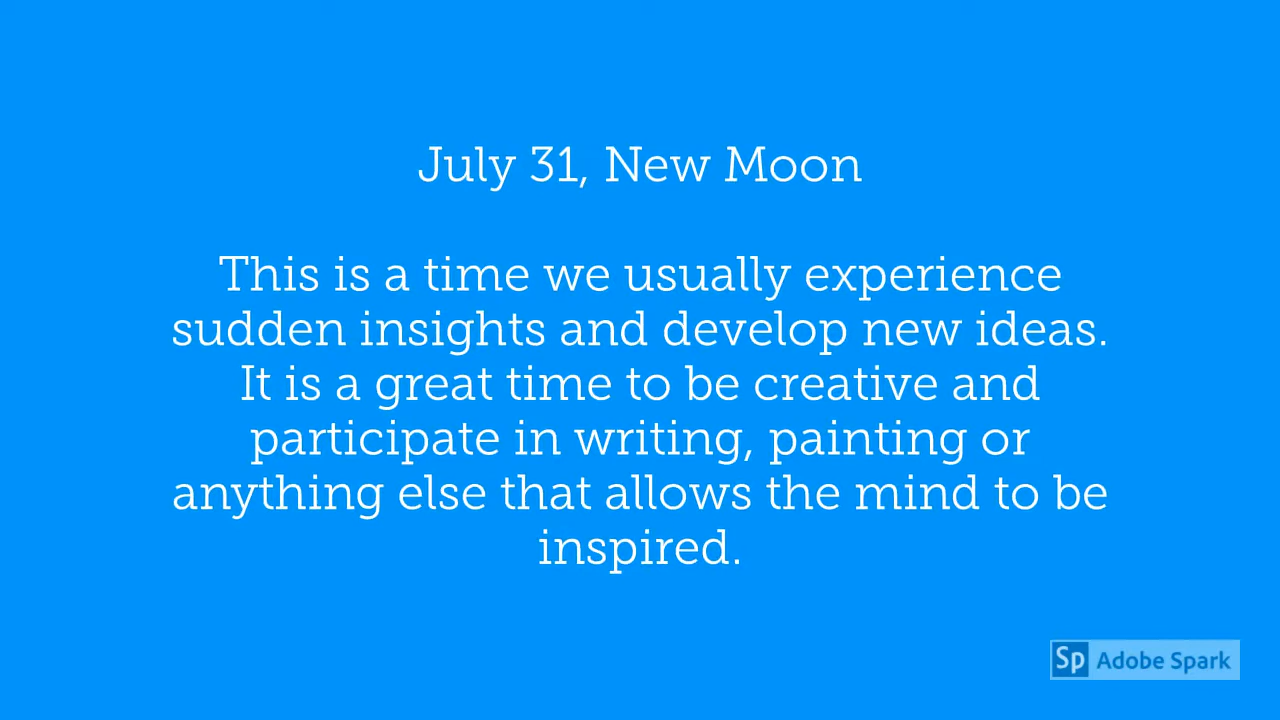 July 31, New Moon
This is a time we usually experience
sudden insights and develop new ideas.
It is a great time to be creative and
participate in writing, painting or
anything else that allows the mind to be
inspired.
Sp Adobe Spark